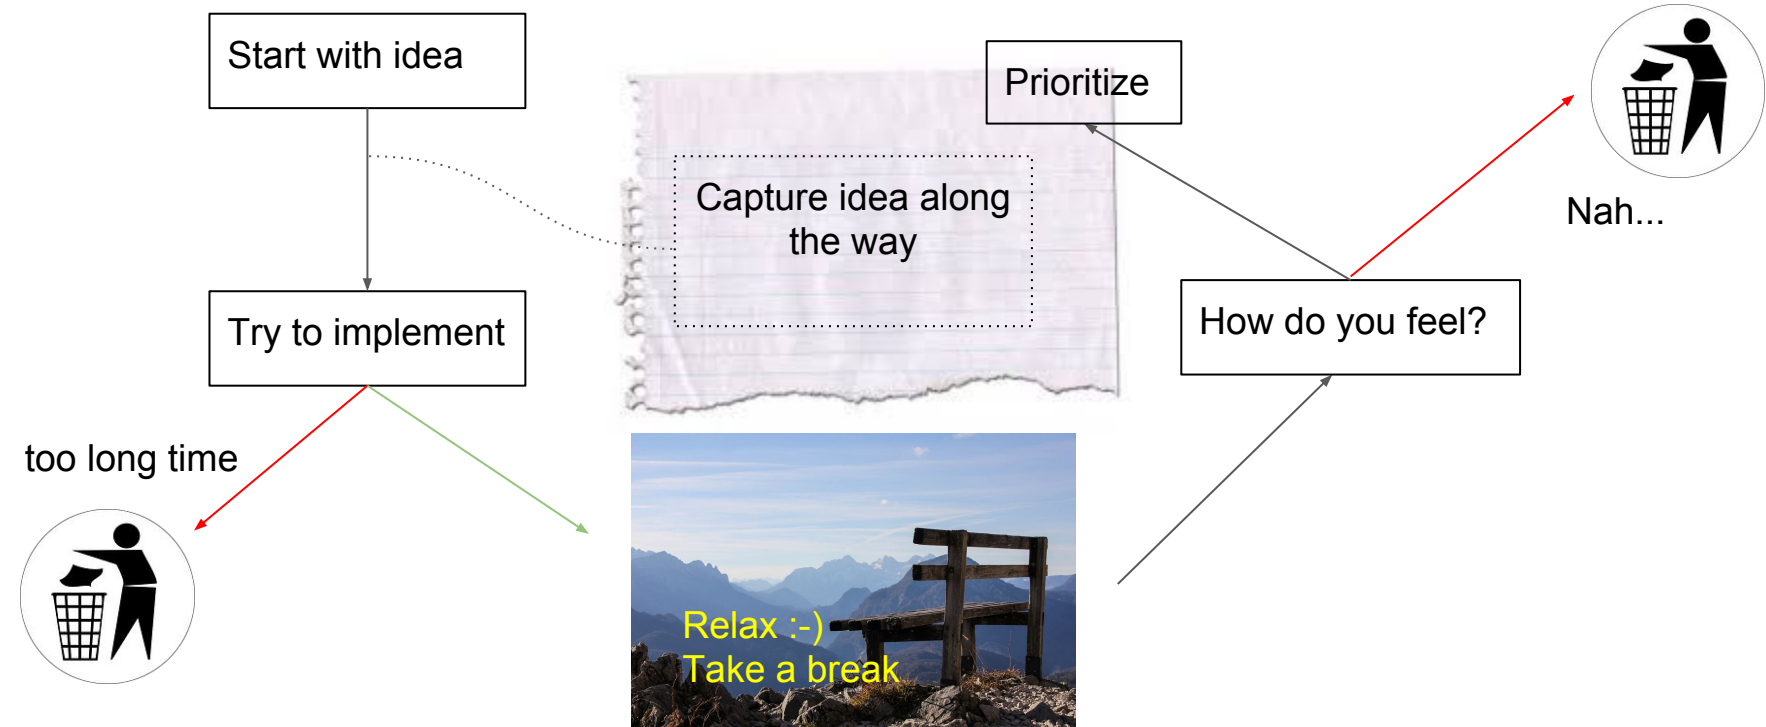 Start with idea
Try to implement
too long time
Capture idea along
the way
Relax :-)
Take a break
Prioritize
How do you feel?
Nah...